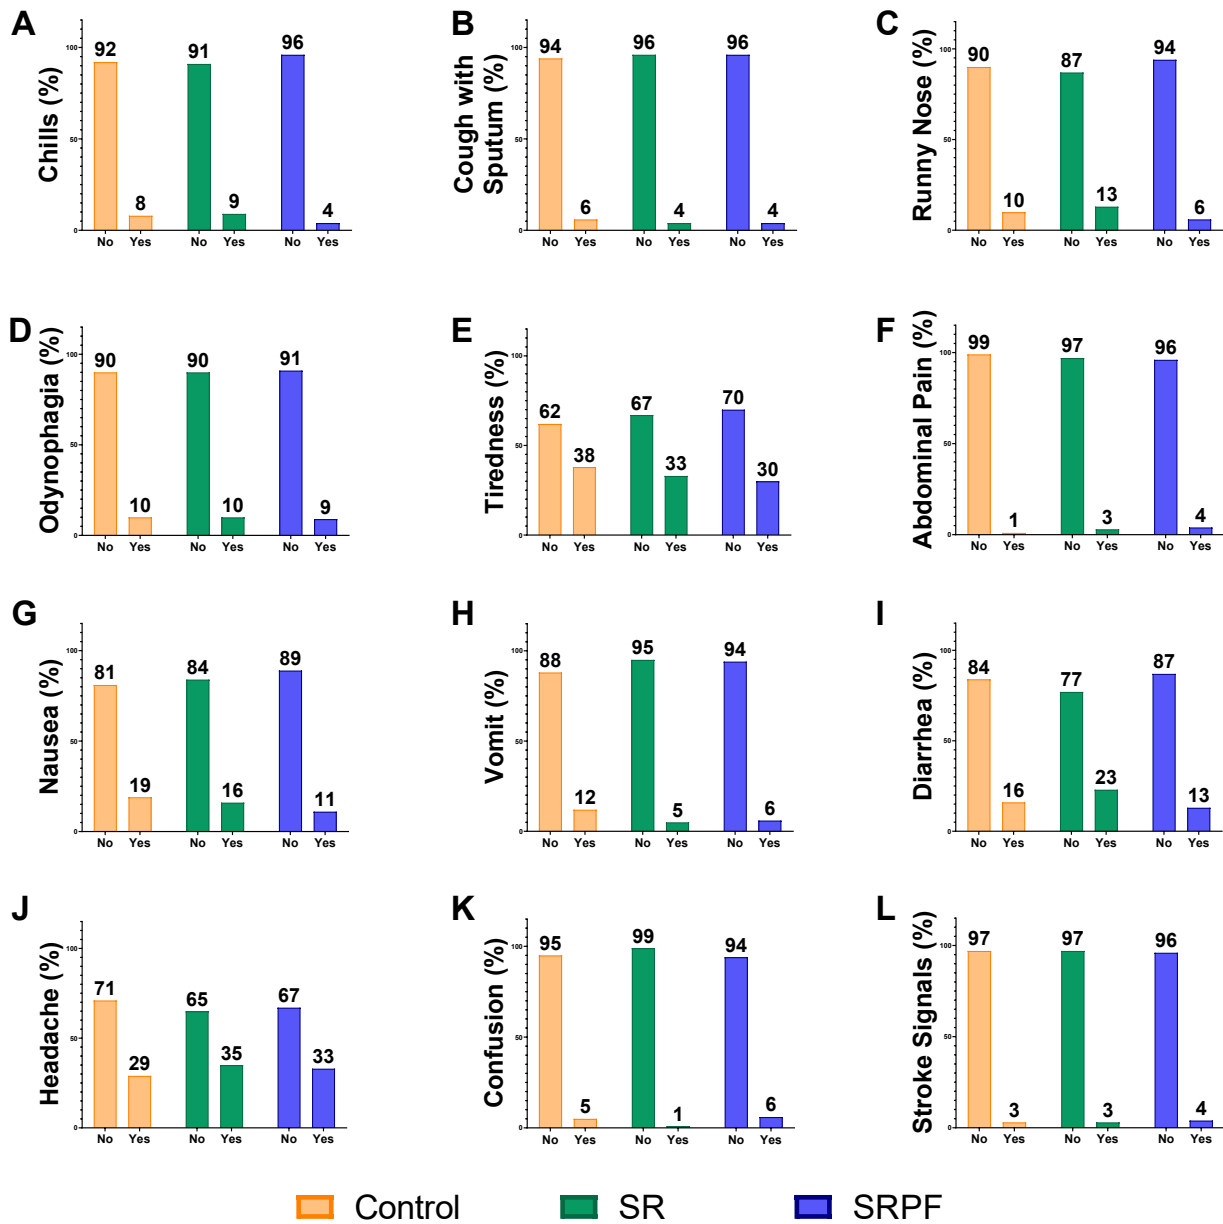 A
Chills (%)
100
50
0
92
8
91
9
96
4
No Yes No Yes No Yes
B
Cough with
Sputum (%)
100
50
0
94
6
96
4
96
4
No Yes No Yes No Yes
C
Runny Nose (%)
100
50
0
90
10
87
13
94
6
No Yes No Yes No Yes
D
Odynophagia (%)
100
50
0
90
10
90
10
91
9
No Yes No Yes No Yes
E
Tiredness (%)
100
50
0
62
38
67
33
70
30
No Yes No Yes No Yes
F
Abdominal Pain (%)
100
50
0
99
1
97
3
96
4
No Yes No Yes No Yes
G
Nausea (%)
100
50
0
81
19
84
16
89
11
No Yes No Yes No Yes
H
Vomit (%)
100
50
0
88
12
95
5
94
6
No Yes No Yes No Yes
I
Diarrhea (%)
100
50
0
84
16
77
23
87
13
No Yes No Yes No Yes
J
Headache (%)
100
50
0
71
29
65
35
67
33
No Yes No Yes No Yes
K
Confusion (%)
100
50
0
95
5
99
1
94
6
No Yes No Yes No Yes
L
Stroke Signals (%)
100
50
0
97
3
97
3
96
4
No Yes No Yes No Yes
Control SR SRPF